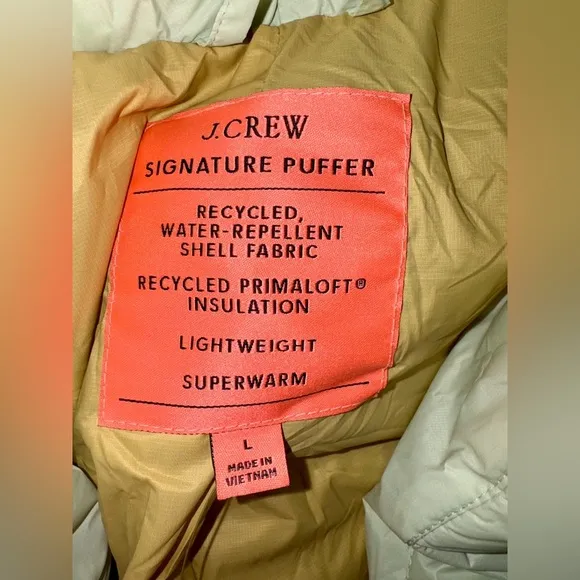 J.CREW
SIGNATURE PUFFER
RECYCLED,
WATER-REPELLENT
SHELL FABRIC
RECYCLED PRIMALOFT®
INSULATION
LIGHTWEIGHT
SUPERWARM
L
MADE IN
VIETNAM